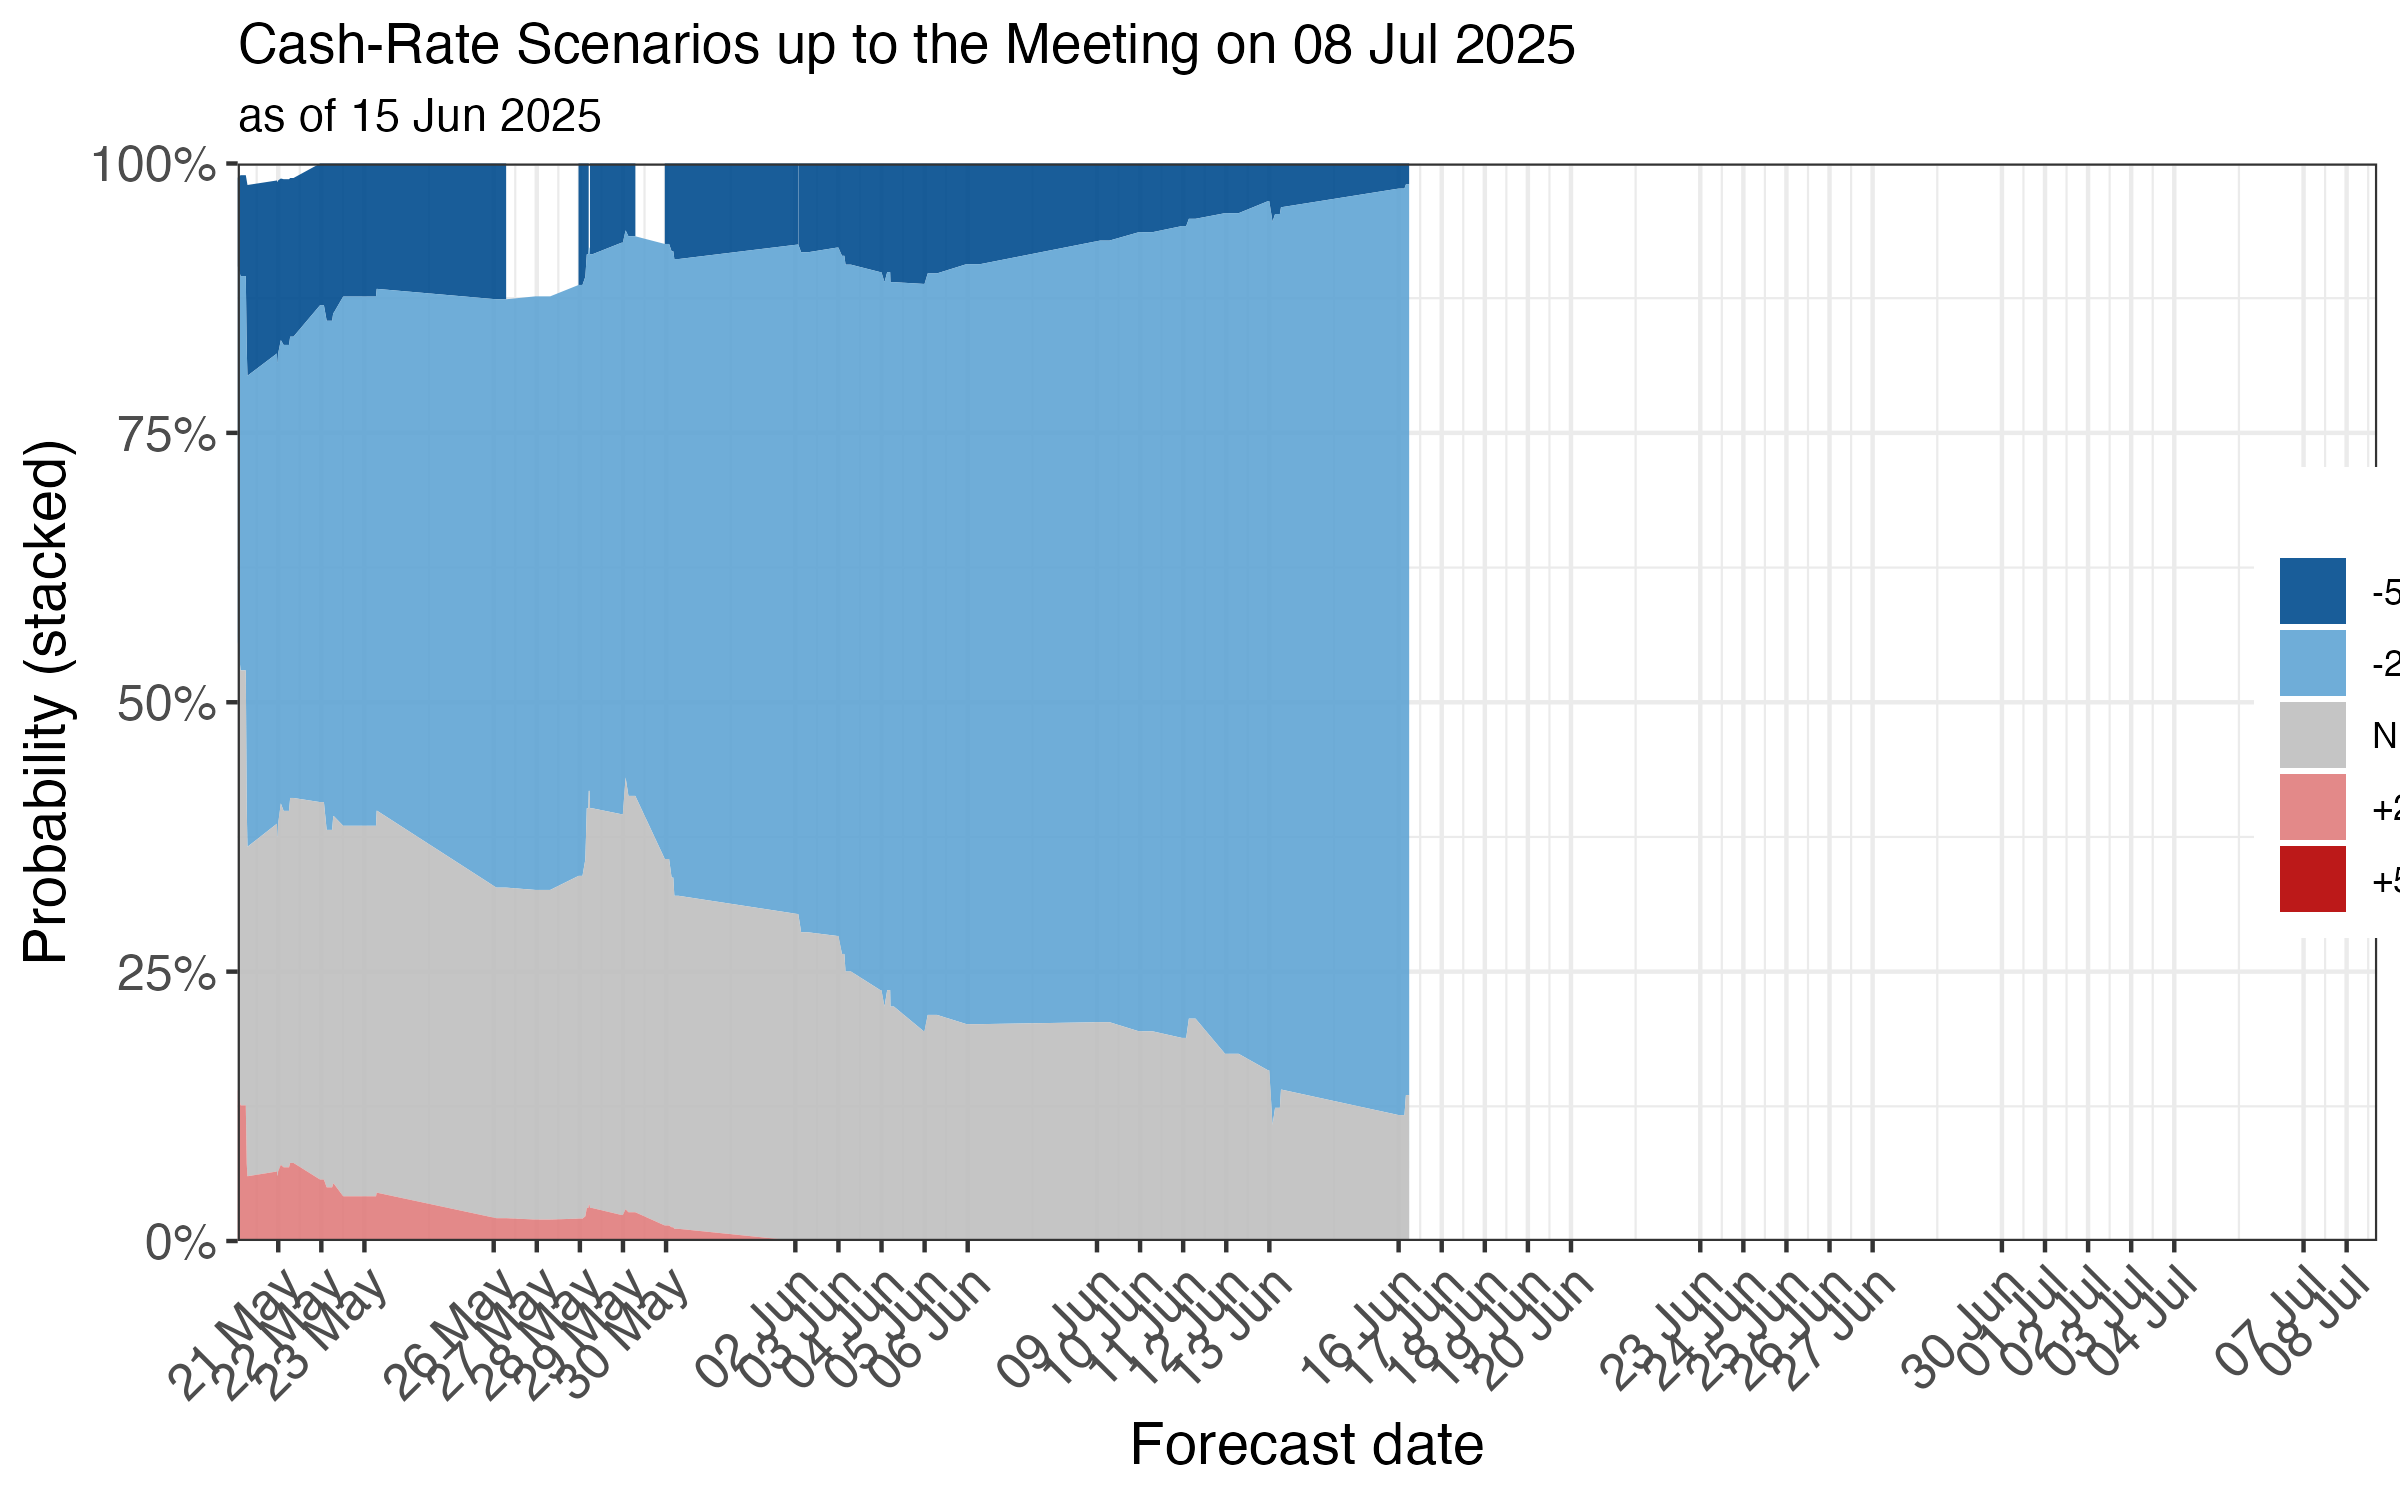 Cash-Rate Scenarios up to the Meeting on 08 Jul 2025
as of 15 Jun 2025
Probability (stacked)
100%
75%
50%
25%
0%
21 May
22 May
23 May
26 May
27 May
28 May
29 May
30 May
02 Jun
03 Jun
04 Jun
05 Jun
06 Jun
09 Jun
10 Jun
11 Jun
12 Jun
13 Jun
16 Jun
17 Jun
18 Jun
19 Jun
20 Jun
23 Jun
24 Jun
25 Jun
26 Jun
27 Jun
30 Jun
01 Jul
02 Jul
03 Jul
04 Jul
07 Jul
08 Jul
Forecast date
-5
-2
N
+2
+5